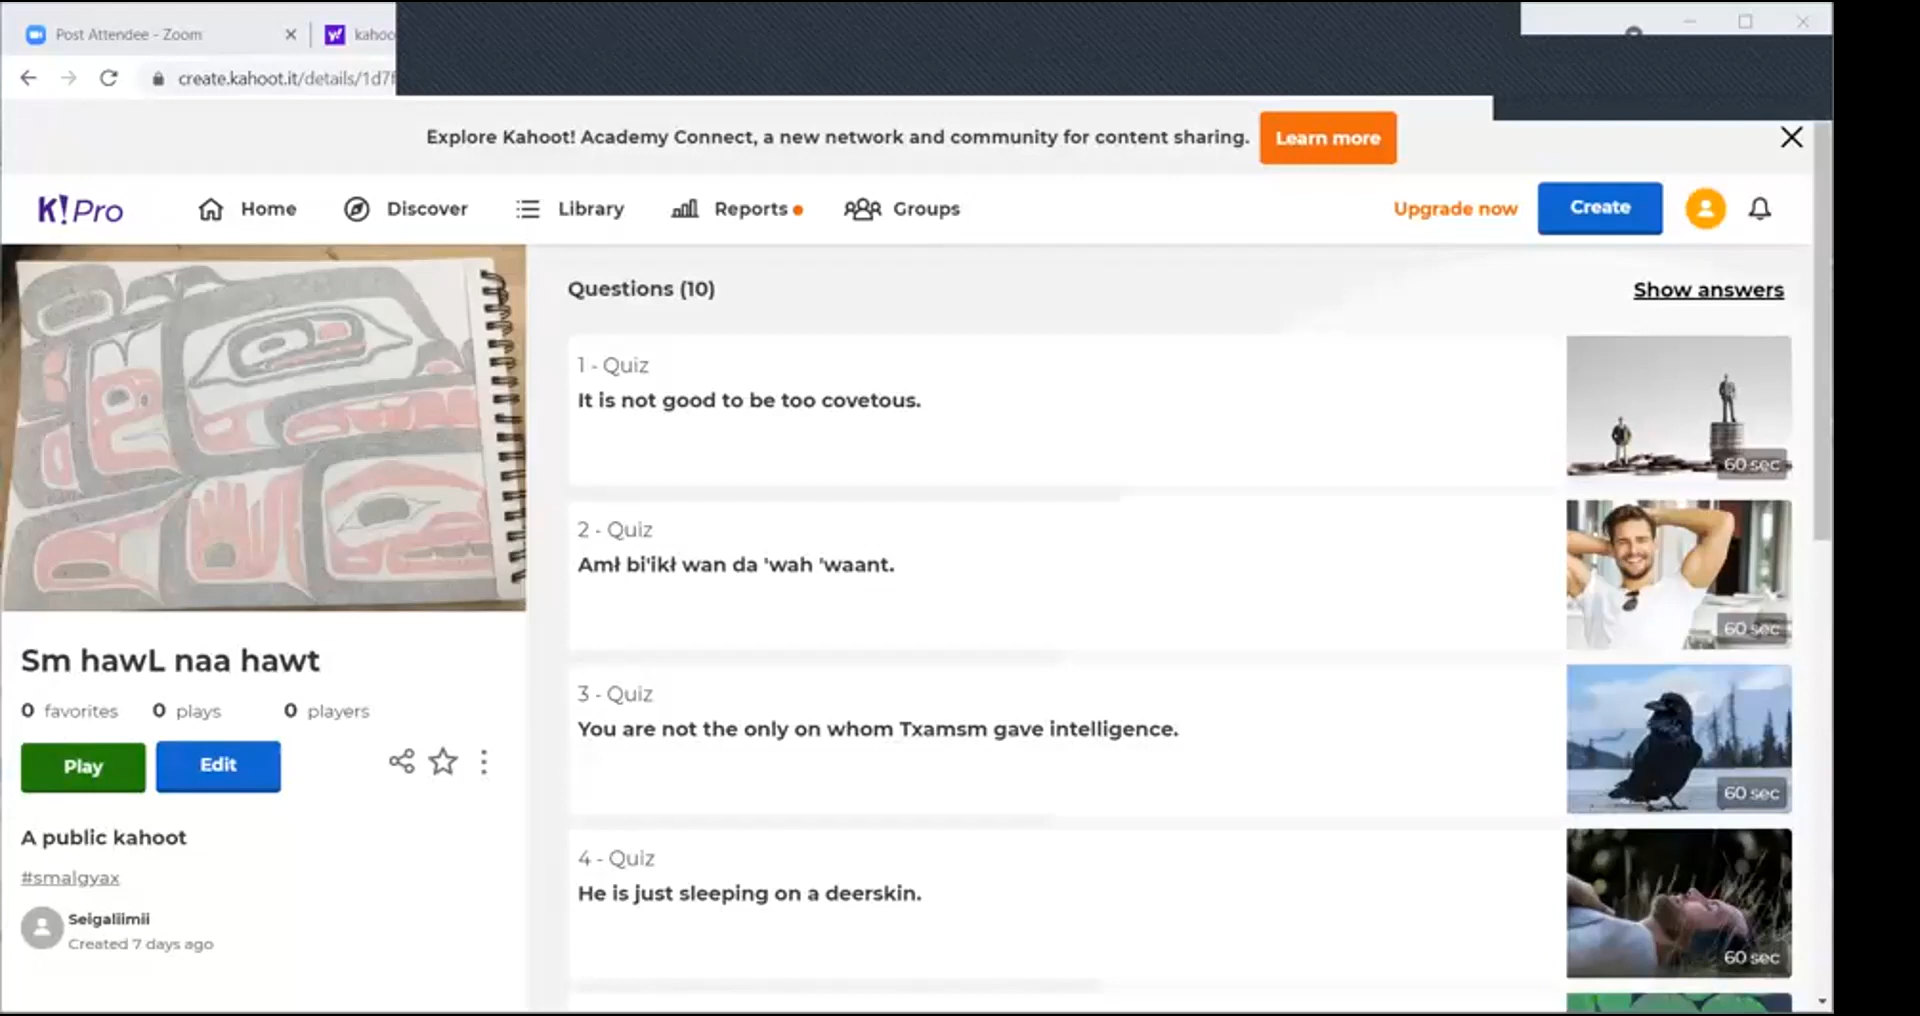 Post Attendee - Zoom
kahoo
create.kahoot.it/details/1d7f
Explore Kahoot! Academy Connect, a new network and community for content sharing.
Learn more
K! Pro
Home
Discover
Library
Reports
Groups
Upgrade now
Create
Sm hawL naa hawt
0 favorites 0 plays 0 players
Play
Edit
A public kahoot
#smalgyax
Seigaliimii
Created 7 days ago
Questions (10)
Show answers
1 - Quiz
It is not good to be too covetous.
60 sec
2 - Quiz
Amł bi'ikł wan da 'wah 'waant.
60 sec
3 - Quiz
You are not the only on whom Txamsm gave intelligence.
60 sec
4 - Quiz
He is just sleeping on a deerskin.
60 sec